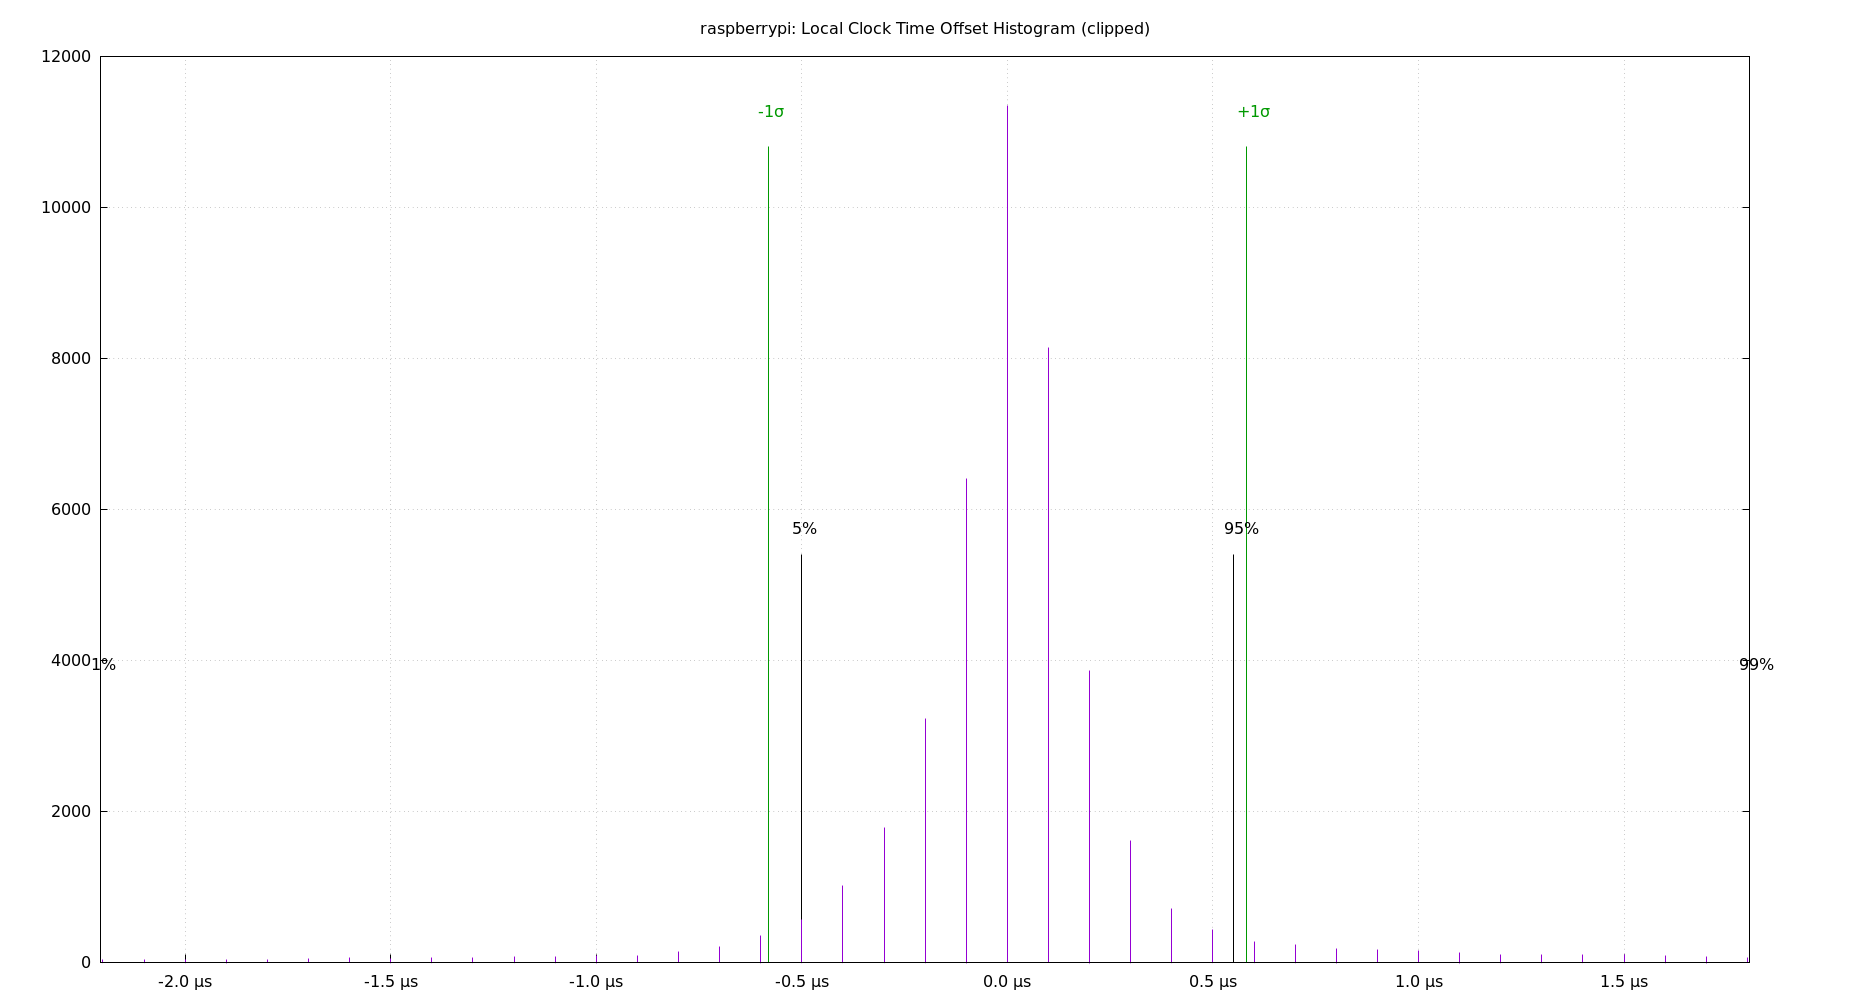 raspberrypi: Local Clock Time Offset Histogram (clipped)
12000
-1σ
+1σ
10000
8000
6000
5%
95%
4000
1%
99%
2000
0
-2.0 µs
-1.5 µs
-1.0 µs
-0.5 µs
0.0 µs
0.5 µs
1.0 µs
1.5 µs